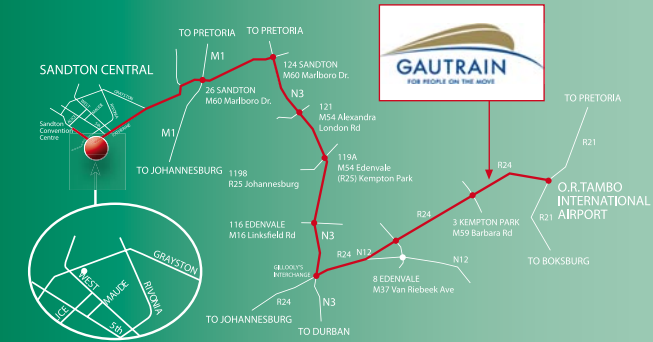 TO PRETORIA
TO PRETORIA
M1
SANDTON CENTRAL
124 SANDTON
M60 Marlboro Dr.
26 SANDTON
M60 Marlboro Dr.
N3
GAUTRAIN
FOR PEOPLE ON THE MOVE
TO PRETORIA
GRAYSTON
WEST
MAUDE
RIVONIA
5th
Sandton
Convention
Centre
M1
121
M54 Alexandra
London Rd
R21
TO JOHANNESBURG
119A
M54 Edenvale
(R25) Kempton Park
1198
R25 Johannesburg
R24
O.R.TAMBO
INTERNATIONAL
AIRPORT
R21
116 EDENVALE
M16 Linksfield Rd
N3
R24
3 KEMPTON PARK
M59 Barbara Rd
TO BOKSBURG
R24
N12
N12
GILLOOLY'S
INTERCHANGE
8 EDENVALE
M37 Van Riebeek Ave
R24
N3
TO JOHANNESBURG
TO DURBAN
GRAYSTON
WEST
MAUDE
RIVONIA
5th